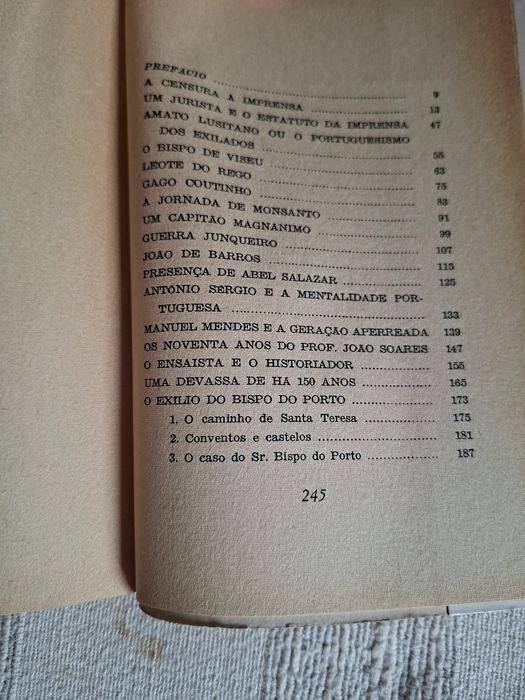 PREFÁCIO ........................ 9
A CENSURA À IMPRENSA ........................ 13
UM JURISTA E O ESTATUTO DA IMPRENSA 47
AMATO LUSITANO OU O PORTUGUESISMO
DOS EXILADOS ........................ 55
O BISPO DE VISEU ........................ 63
LEOTE DO REGO ........................ 75
GAGO COUTINHO ........................ 83
A JORNADA DE MONSANTO ........................ 91
UM CAPITÃO MAGNANIMO ........................ 99
GUERRA JUNQUEIRO ........................ 107
JOÃO DE BARROS ........................ 115
PRESENÇA DE ABEL SALAZAR ........................ 125
ANTÓNIO SÉRGIO E A MENTALIDADE POR-
TUGUESA ........................ 133
MANUEL MENDES E A GERAÇÃO APERREADA 139
OS NOVENTA ANOS DO PROF. JOÃO SOARES 147
O ENSAISTA E O HISTORIADOR ........................ 155
UMA DEVASSA DE HÁ 150 ANOS ........................ 165
O EXÍLIO DO BISPO DO PORTO ........................ 173
1. O caminho de Santa Teresa ........................ 175
2. Conventos e castelos ........................ 181
3. O caso do Sr. Bispo do Porto ........................ 187
245